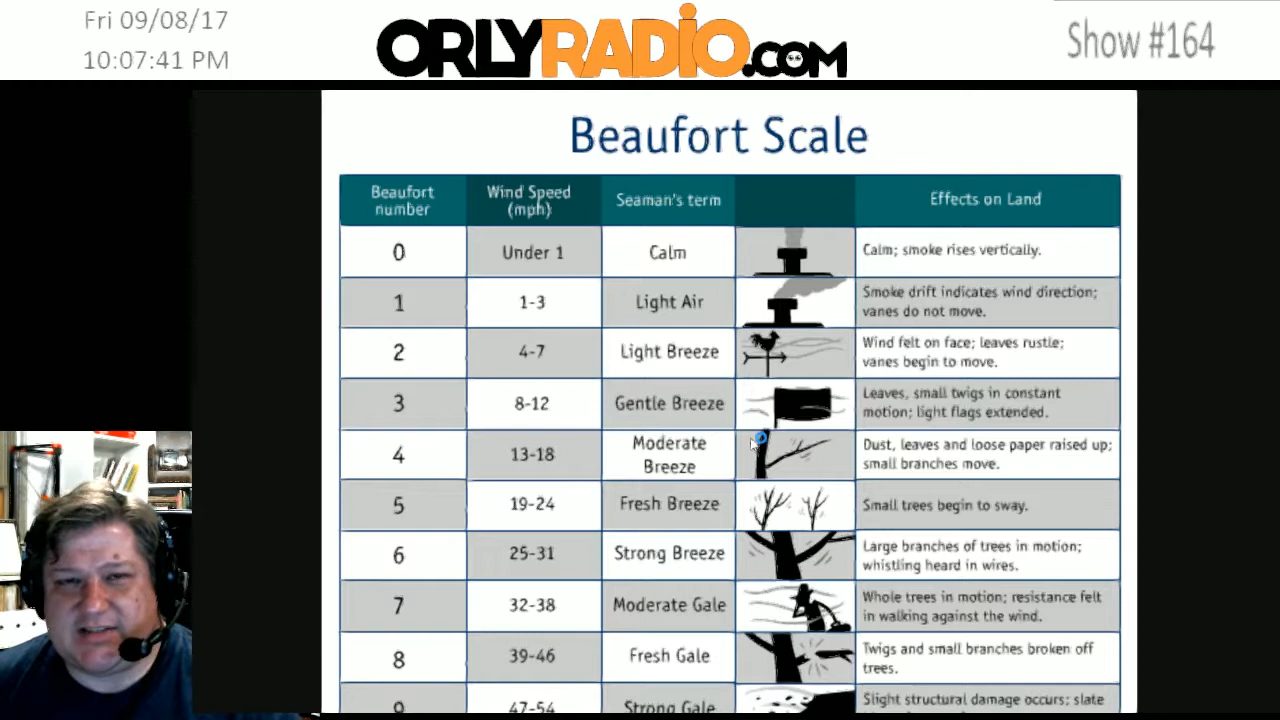 Fri 09/08/17
10:07:41 PM
ORLYRADIO.COM
Show #164
Beaufort Scale
Beaufort number
Wind Speed (mph)
Seaman's term
Effects on Land
0
Under 1
Calm
Calm; smoke rises vertically.
1
1-3
Light Air
Smoke drift indicates wind direction;
vanes do not move.
2
4-7
Light Breeze
Wind felt on face; leaves rustle;
vanes begin to move.
3
8-12
Gentle Breeze
Leaves, small twigs in constant
motion; light flags extended.
4
13-18
Moderate
Breeze
Dust, leaves and loose paper raised up;
small branches move.
5
19-24
Fresh Breeze
Small trees begin to sway.
6
25-31
Strong Breeze
Large branches of trees in motion;
whistling heard in wires.
7
32-38
Moderate Gale
Whole trees in motion; resistance felt
in walking against the wind.
8
39-46
Fresh Gale
Twigs and small branches broken off
trees.
9
47-54
Strong Gale
Slight structural damage occurs; slate